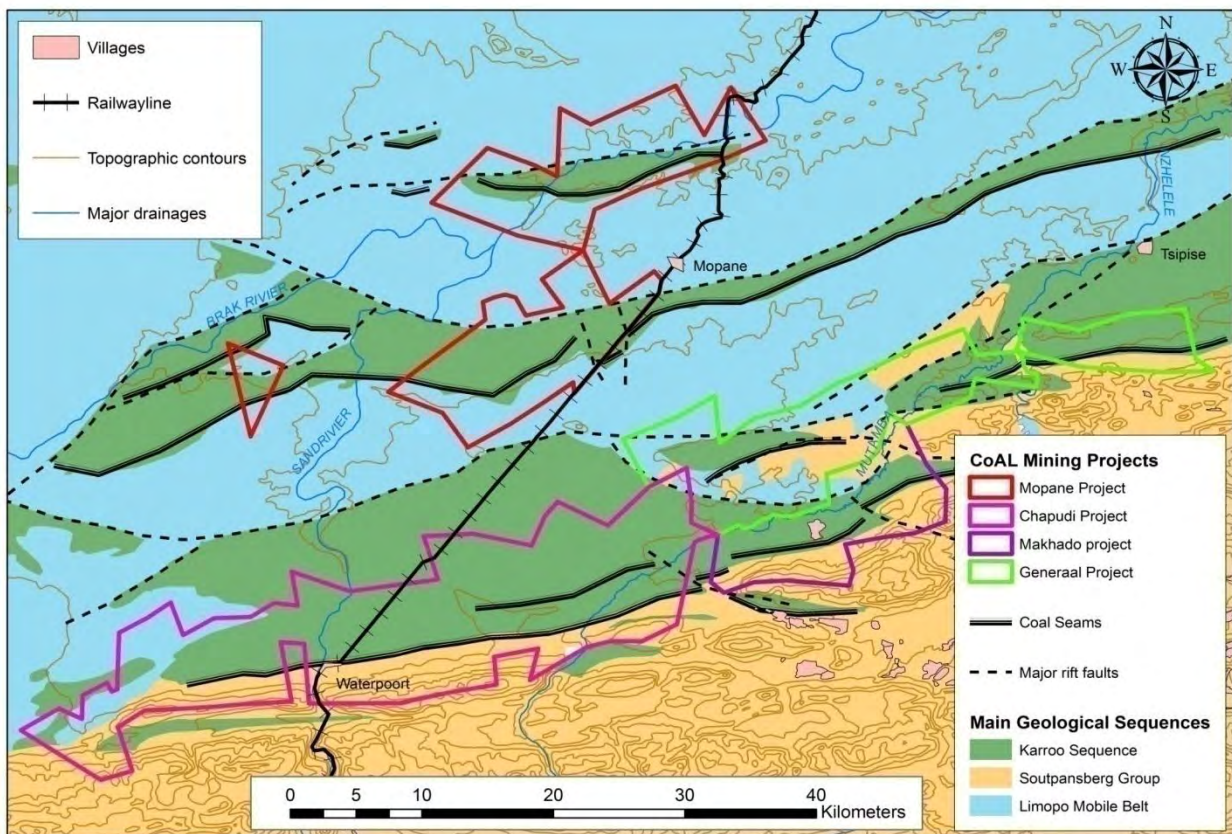 Villages
Railwayline
Topographic contours
Major drainages
N
W E
S
NZHELELE
Tsipise
Mopane
BRAK RIVIER
SANDRIVIER
MUTAMBA
Waterpoort
CoAL Mining Projects
Mopane Project
Chapudi Project
Makhado project
Generaal Project
Coal Seams
Major rift faults
Main Geological Sequences
Karroo Sequence
Soutpansberg Group
Limopo Mobile Belt
0 5 10 20 30 40
Kilometers